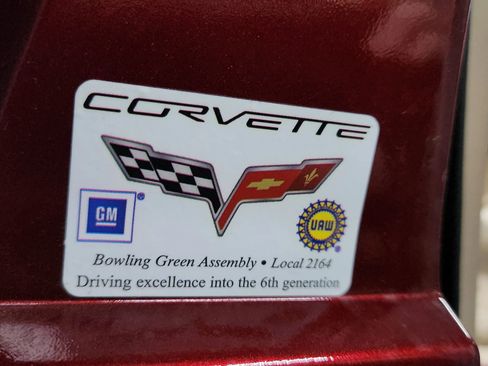 CORVETTE
GM ®
UAW ®
Bowling Green Assembly • Local 2164
Driving excellence into the 6th generation